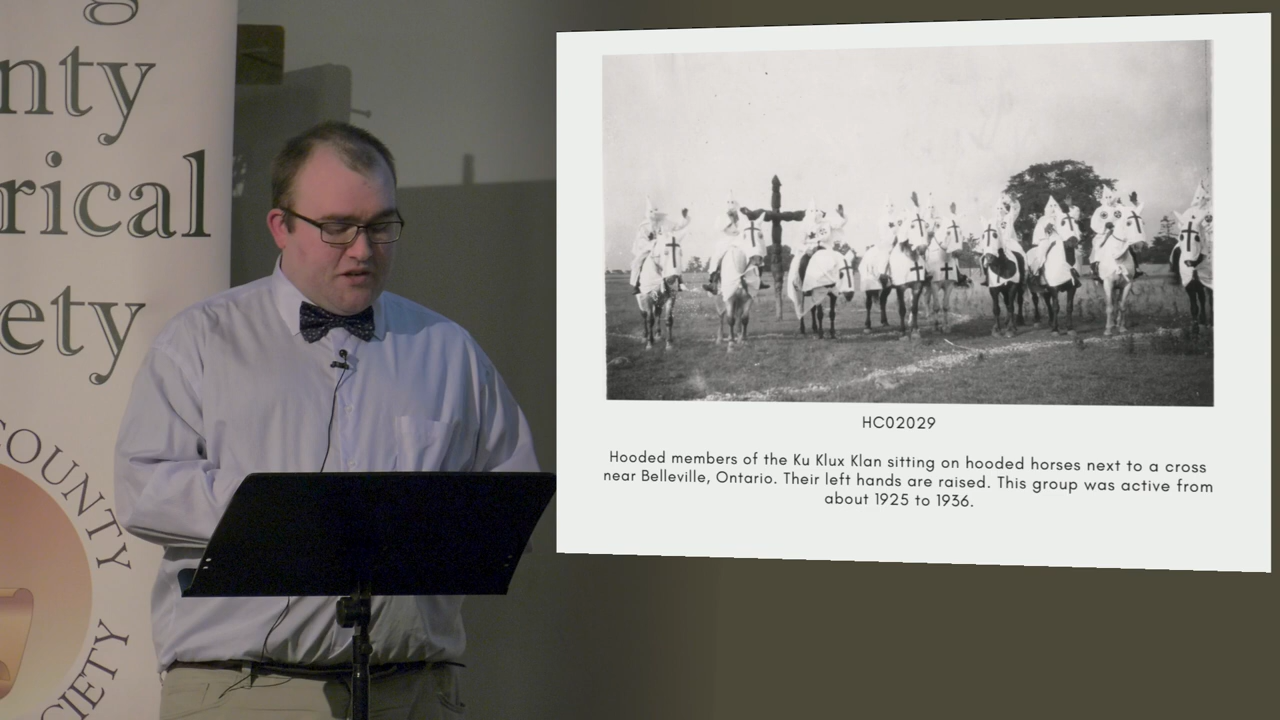 g
nty
rical
ety
COUNTY
CIETY
HC02029
Hooded members of the Ku Klux Klan sitting on hooded horses next to a cross
near Belleville, Ontario. Their left hands are raised. This group was active from
about 1925 to 1936.